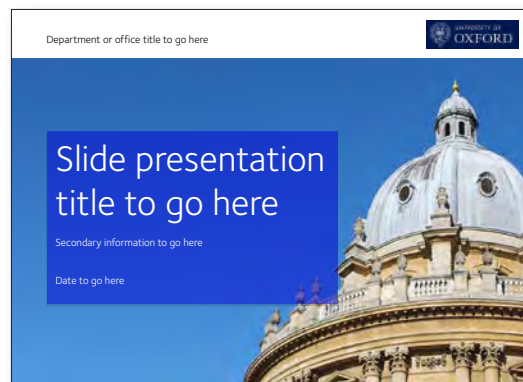 Department or office title to go here
UNIVERSITY OF
OXFORD
Slide presentation
title to go here
Secondary information to go here
Date to go here